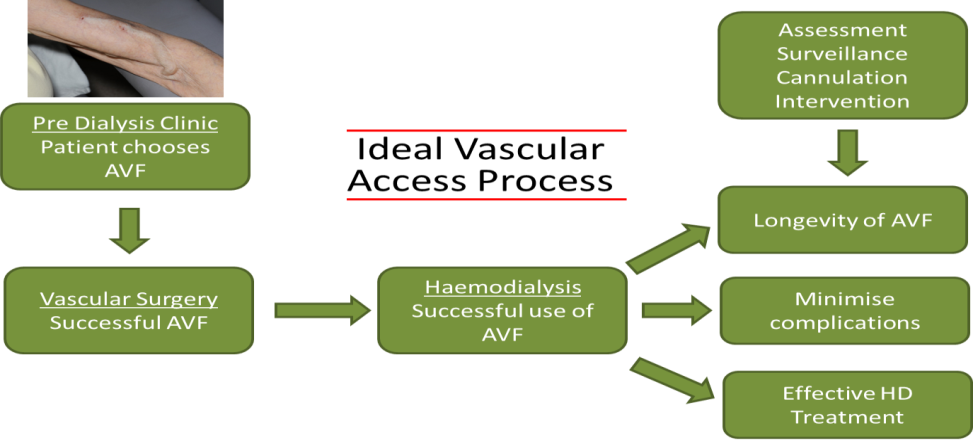 Pre Dialysis Clinic
Patient chooses
AVF
Vascular Surgery
Successful AVF
Ideal Vascular
Access Process
Haemodialysis
Successful use of
AVF
Assessment
Surveillance
Cannulation
Intervention
Longevity of AVF
Minimise
complications
Effective HD
Treatment